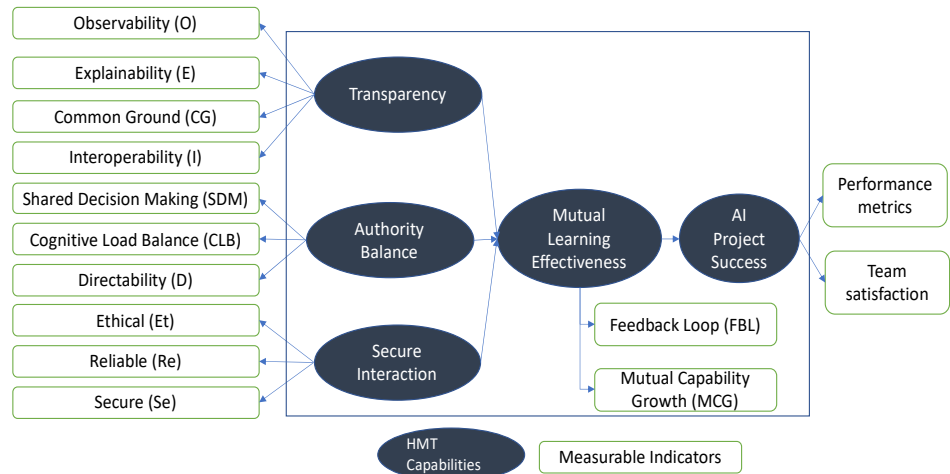 Observability (O)
Explainability (E)
Common Ground (CG)
Interoperability (I)
Shared Decision Making (SDM)
Cognitive Load Balance (CLB)
Directability (D)
Ethical (Et)
Reliable (Re)
Secure (Se)
Transparency
Authority
Balance
Secure
Interaction
Mutual
Learning
Effectiveness
AI
Project
Success
Performance
metrics
Team
satisfaction
Feedback Loop (FBL)
Mutual Capability
Growth (MCG)
HMT
Capabilities
Measurable Indicators